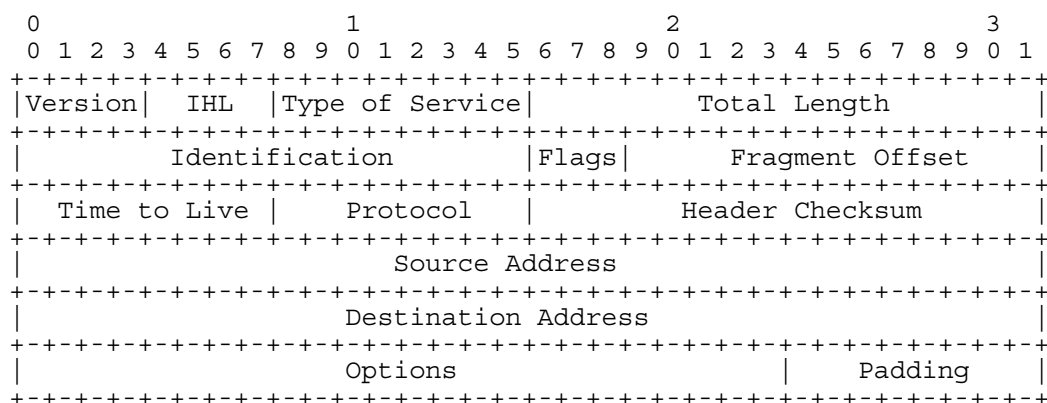 0                   1                   2                   3
 0 1 2 3 4 5 6 7 8 9 0 1 2 3 4 5 6 7 8 9 0 1 2 3 4 5 6 7 8 9 0 1
+-+-+-+-+-+-+-+-+-+-+-+-+-+-+-+-+-+-+-+-+-+-+-+-+-+-+-+-+-+-+-+-+
|Version|  IHL  |Type of Service|          Total Length         |
+-+-+-+-+-+-+-+-+-+-+-+-+-+-+-+-+-+-+-+-+-+-+-+-+-+-+-+-+-+-+-+-+
|         Identification        |Flags|      Fragment Offset    |
+-+-+-+-+-+-+-+-+-+-+-+-+-+-+-+-+-+-+-+-+-+-+-+-+-+-+-+-+-+-+-+-+
|  Time to Live |    Protocol   |         Header Checksum       |
+-+-+-+-+-+-+-+-+-+-+-+-+-+-+-+-+-+-+-+-+-+-+-+-+-+-+-+-+-+-+-+-+
|                       Source Address                          |
+-+-+-+-+-+-+-+-+-+-+-+-+-+-+-+-+-+-+-+-+-+-+-+-+-+-+-+-+-+-+-+-+
|                    Destination Address                        |
+-+-+-+-+-+-+-+-+-+-+-+-+-+-+-+-+-+-+-+-+-+-+-+-+-+-+-+-+-+-+-+-+
|                    Options                    |    Padding    |
+-+-+-+-+-+-+-+-+-+-+-+-+-+-+-+-+-+-+-+-+-+-+-+-+-+-+-+-+-+-+-+-+